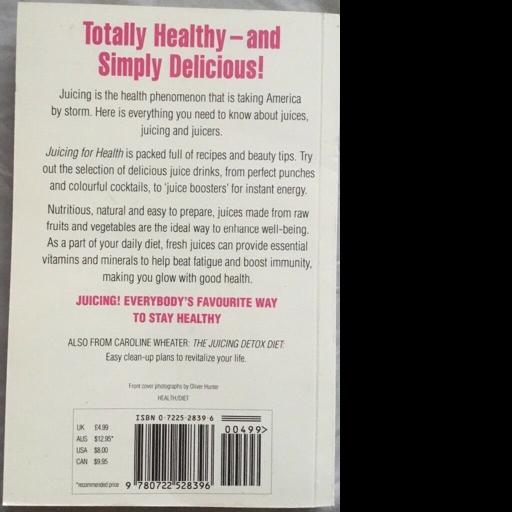 Totally Healthy – and
Simply Delicious!
Juicing is the health phenomenon that is taking America
by storm. Here is everything you need to know about juices,
juicing and juicers.
Juicing for Health is packed full of recipes and beauty tips. Try
out the selection of delicious juice drinks, from perfect punches
and colourful cocktails, to 'juice boosters' for instant energy.
Nutritious, natural and easy to prepare, juices made from raw
fruits and vegetables are the ideal way to enhance well-being.
As a part of your daily diet, fresh juices can provide essential
vitamins and minerals to help beat fatigue and boost immunity,
making you glow with good health.
JUICING! EVERYBODY'S FAVOURITE WAY
TO STAY HEALTHY
ALSO FROM CAROLINE WHEATER: THE JUICING DETOX DIET:
Easy clean-up plans to revitalize your life.
Front cover photographs by Oliver Hunter
HEALTH/DIET
ISBN 0-7225-2839-6
UK £4.99
AUS $12.95*
USA $8.00
CAN $9.95
*recommended price
00499>
9 780722 528396